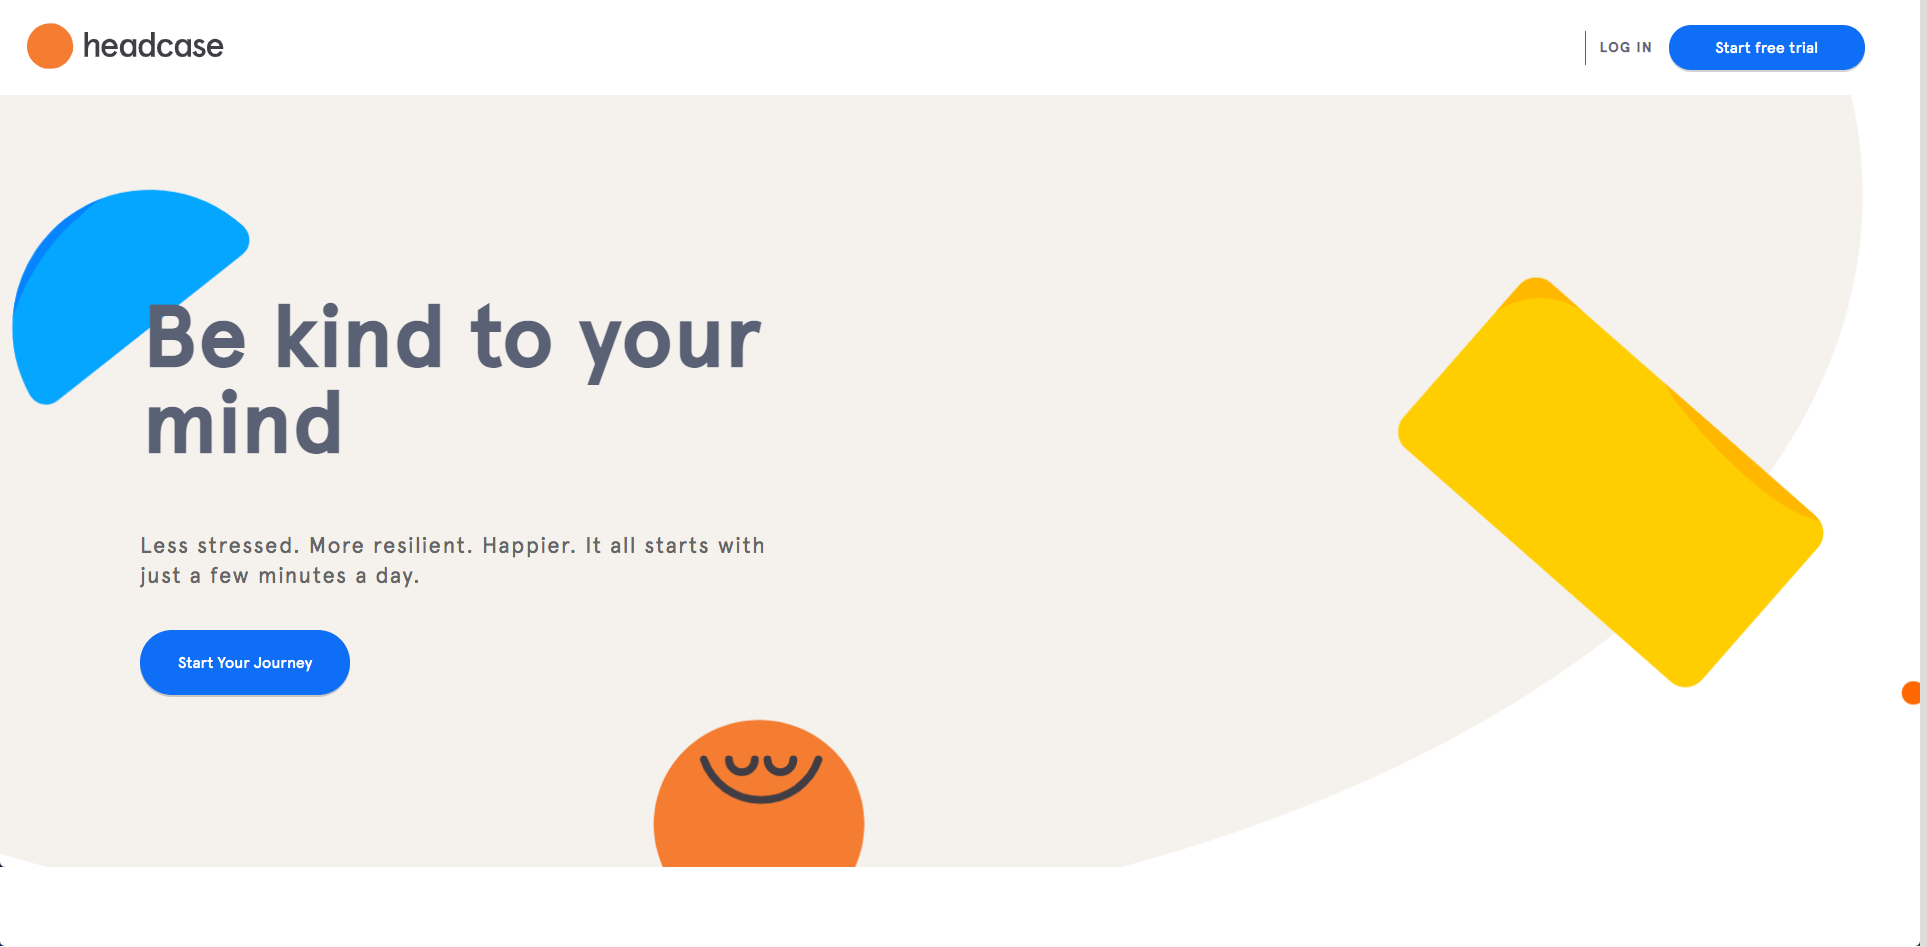 headcase
LOG IN
Start free trial
Be kind to your
mind
Less stressed. More resilient. Happier. It all starts with
just a few minutes a day.
Start Your Journey